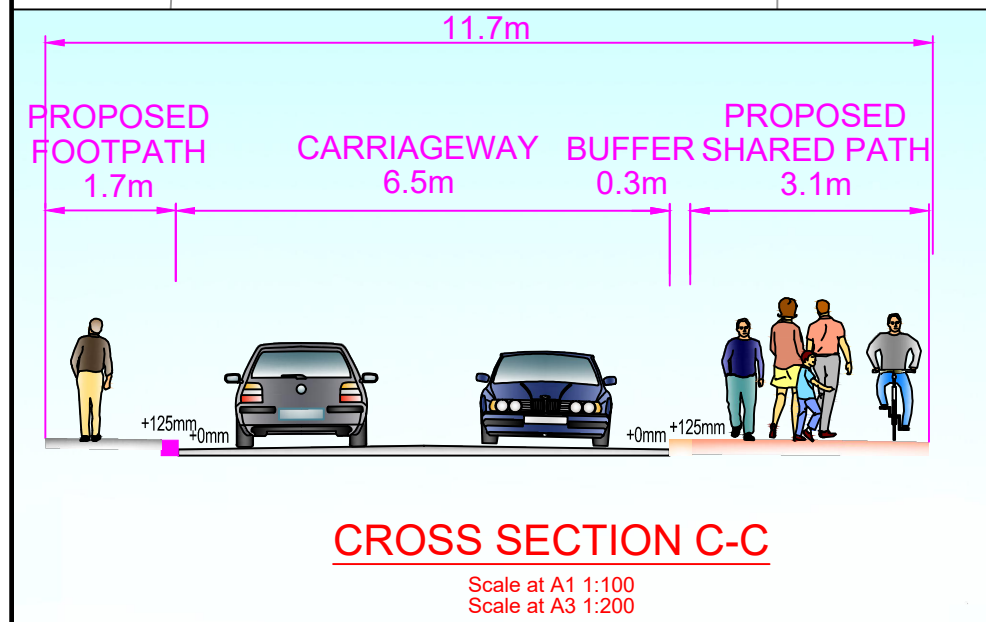 11.7m
PROPOSED
FOOTPATH
1.7m
CARRIAGEWAY
6.5m
BUFFER
0.3m
PROPOSED
SHARED PATH
3.1m
+125mm
+0mm
+0mm
+125mm
CROSS SECTION C-C
Scale at A1 1:100
Scale at A3 1:200